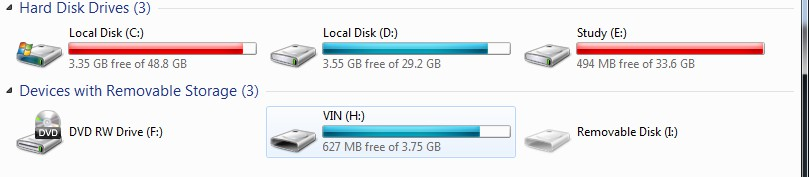 Hard Disk Drives (3)
Local Disk (C:) Local Disk (D:) Study (E:)
3.35 GB free of 48.8 GB 3.55 GB free of 29.2 GB 494 MB free of 33.6 GB
Devices with Removable Storage (3)
DVD
DVD RW Drive (F:)
VIN (H:)
627 MB free of 3.75 GB
Removable Disk (I:)